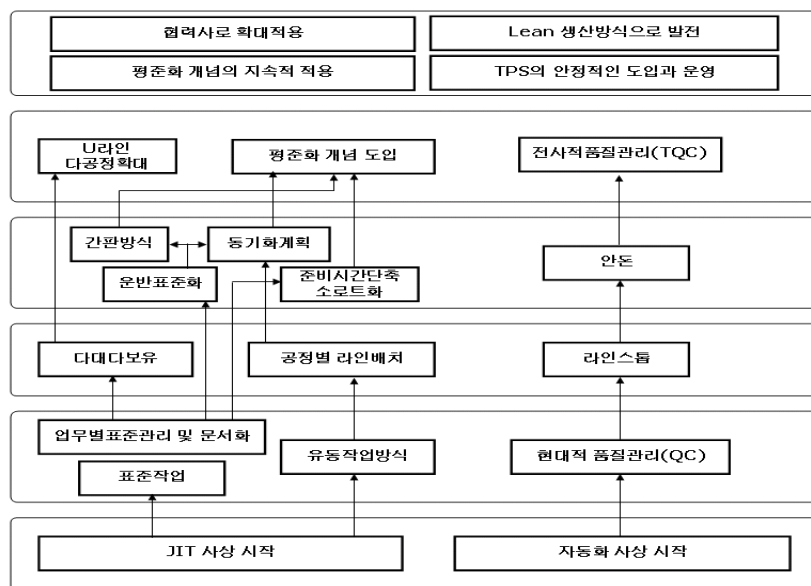 협력사로 확대적용
Lean 생산방식으로 발전
평준화 개념의 지속적 적용
TPS의 안정적인 도입과 운영
U라인
다공정확대
평준화 개념 도입
전사적품질관리(TQC)
간판방식
동기화계획
안돈
운반표준화
준비시간단축
소로트화
다대다보유
공정별 라인배치
라인스톱
업무별표준관리 및 문서화
유동작업방식
현대적 품질관리(QC)
표준작업
JIT 사상 시작
자동화 사상 시작